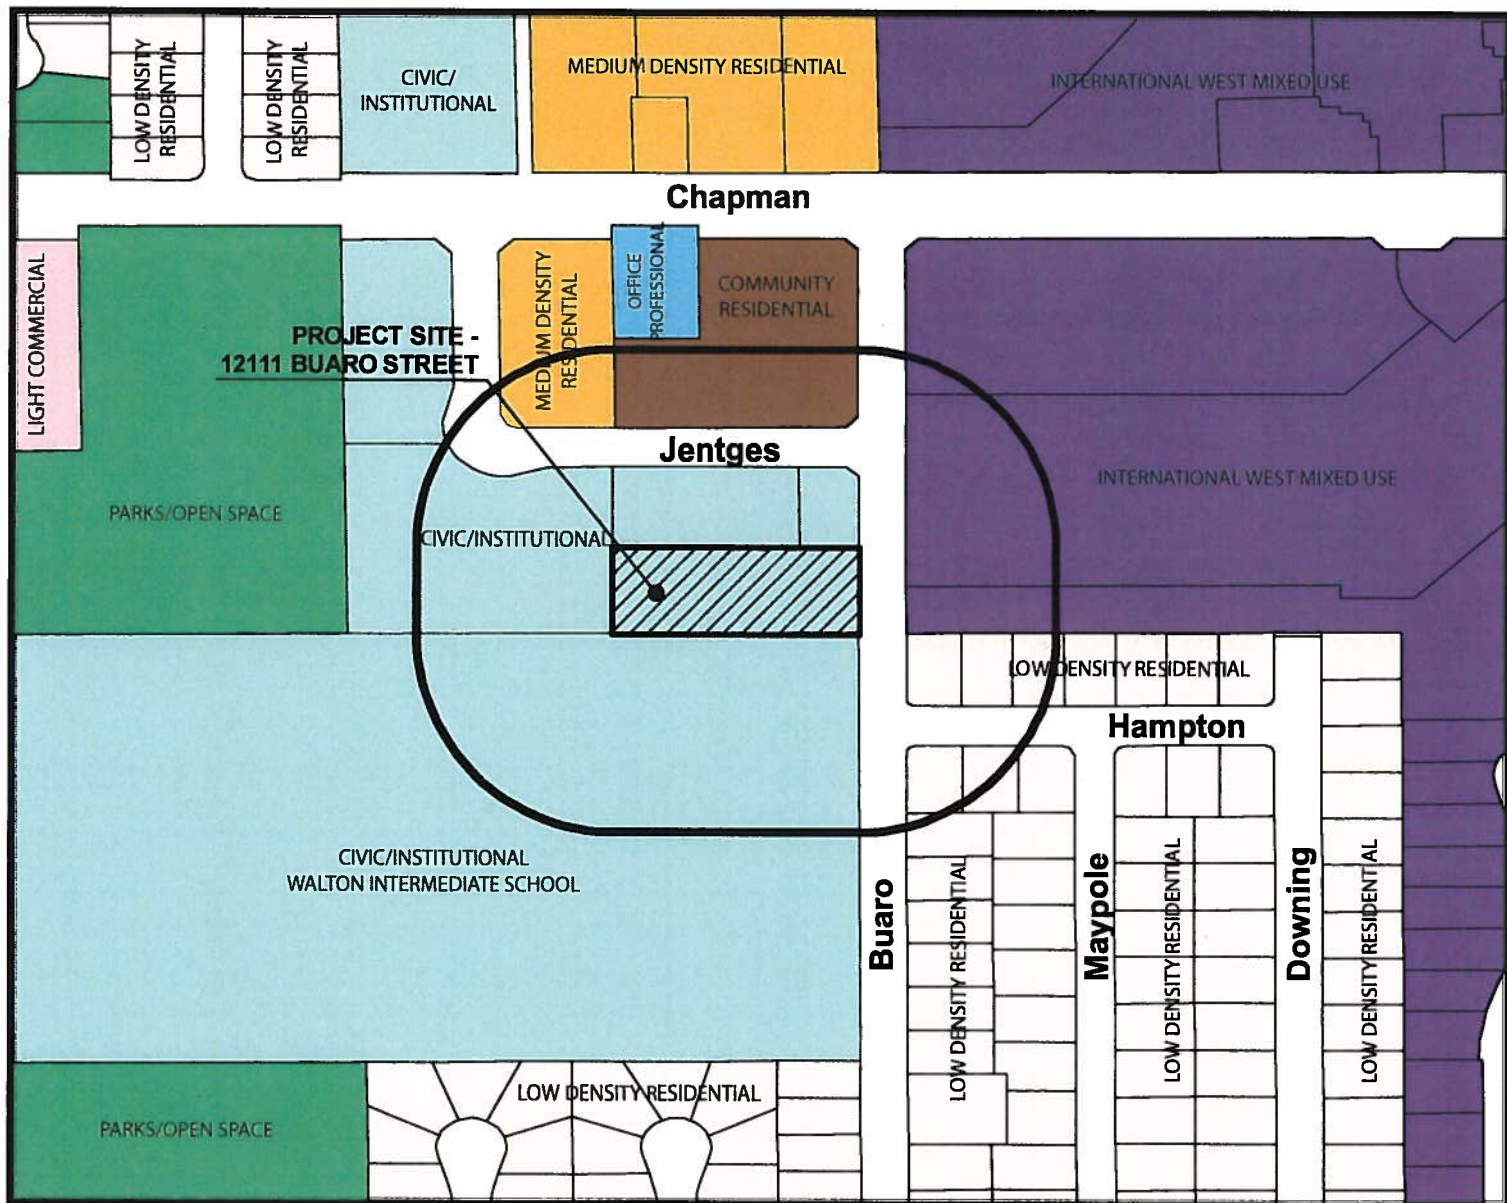 LOW DENSITY
RESIDENTIAL
LOW DENSITY
RESIDENTIAL
CIVIC/
INSTITUTIONAL
MEDIUM DENSITY RESIDENTIAL
INTERNATIONAL WEST MIXED USE
Chapman
LIGHT COMMERCIAL
PROJECT SITE -
12111 BUARO STREET
MEDIUM DENSITY
RESIDENTIAL
OFFICE
PROFESSIONAL
COMMUNITY
RESIDENTIAL
Jentges
PARKS/OPEN SPACE
CIVIC/INSTITUTIONAL
INTERNATIONAL WEST MIXED USE
LOW DENSITY RESIDENTIAL
Hampton
CIVIC/INSTITUTIONAL
WALTON INTERMEDIATE SCHOOL
Buaro
LOW DENSITY RESIDENTIAL
Maypole
LOW DENSITY RESIDENTIAL
Downing
LOW DENSITY RESIDENTIAL
PARKS/OPEN SPACE
LOW DENSITY RESIDENTIAL